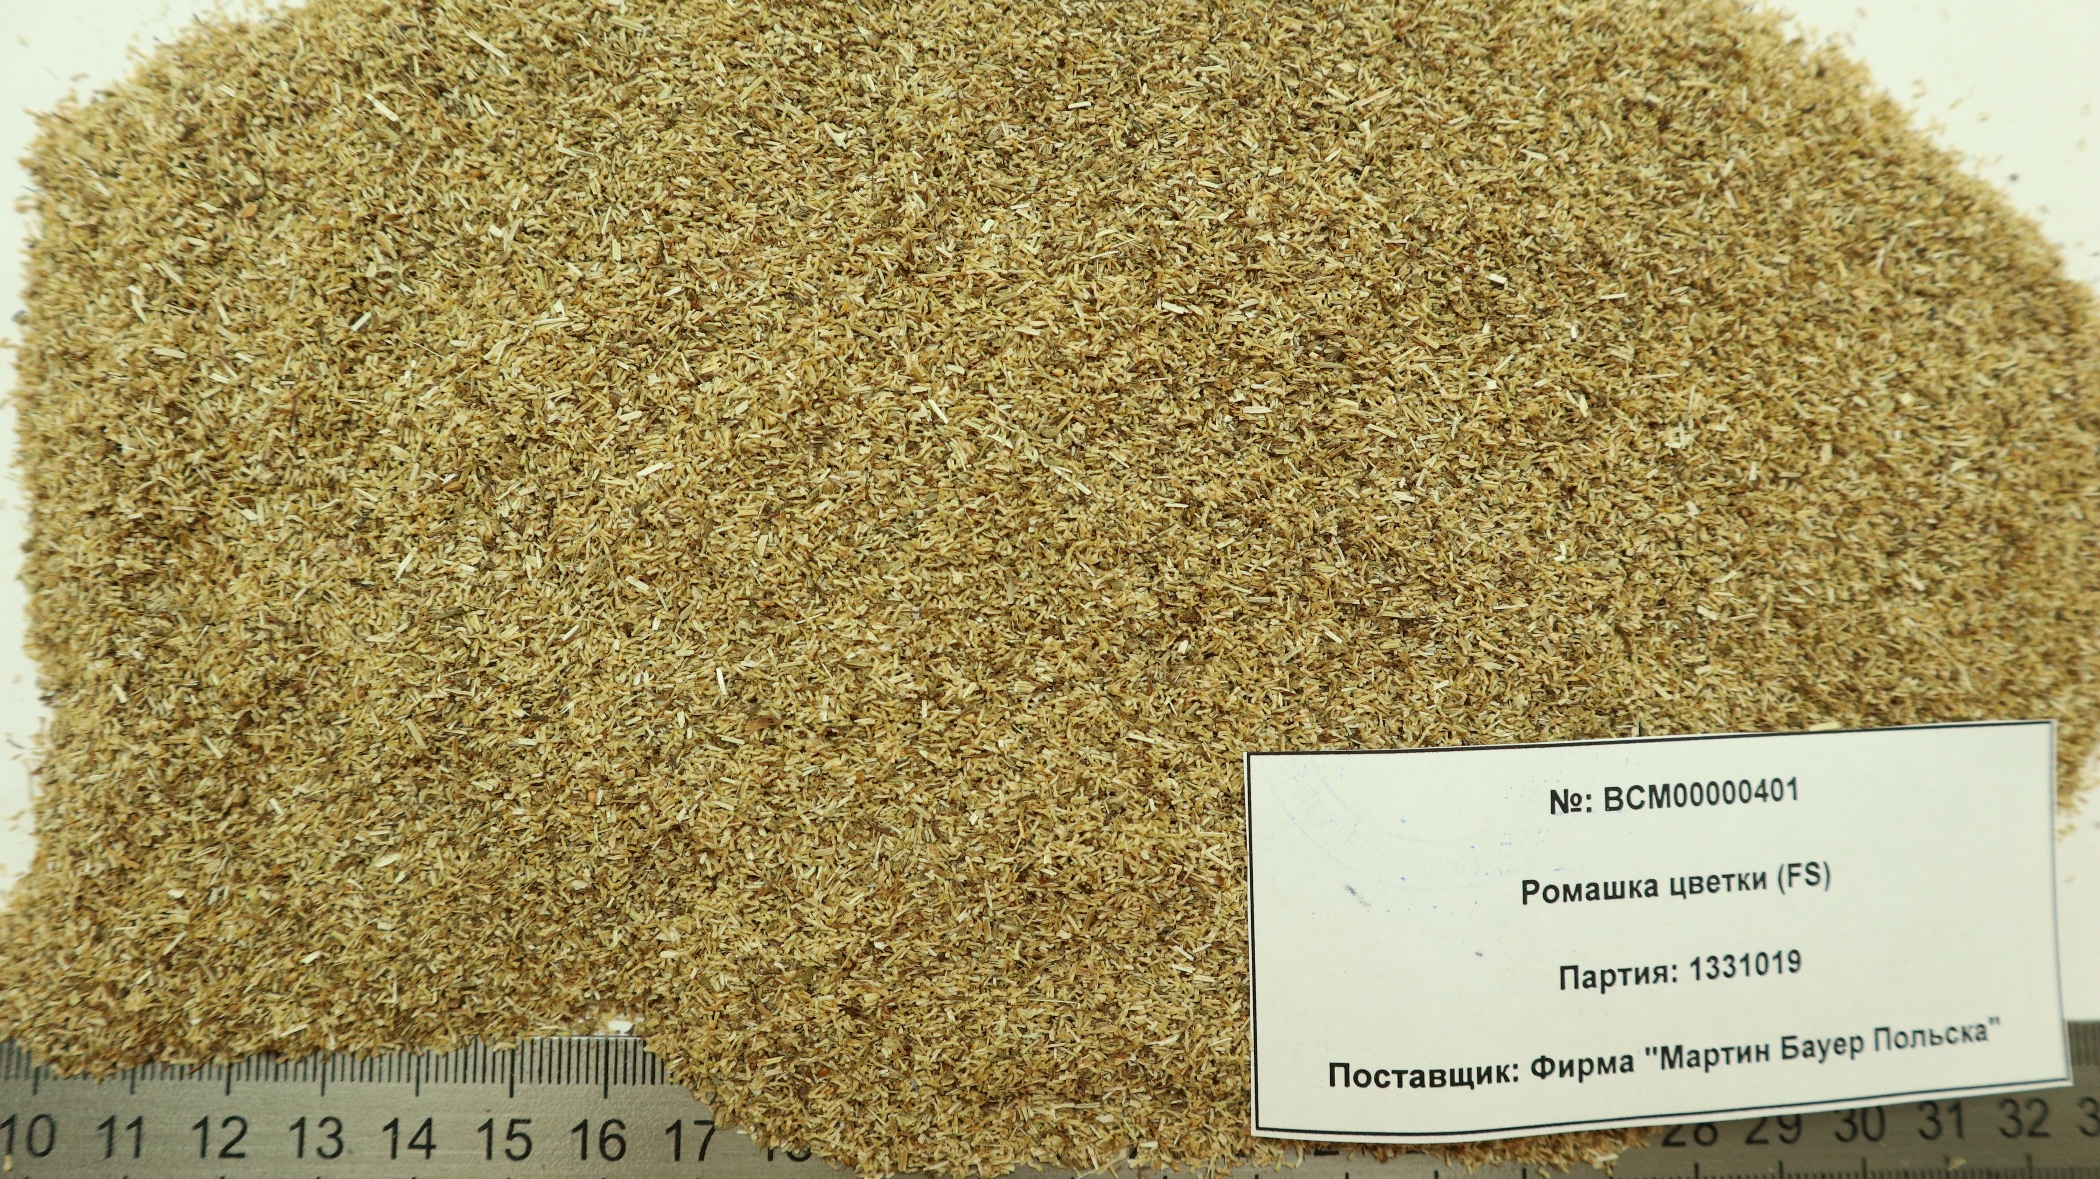 №: BCM00000401
Ромашка цветки (FS)
Партия: 1331019
Поставщик: Фирма "Мартин Бауер Польска"
10 11 12 13 14 15 16 17 28 29 30 31 32